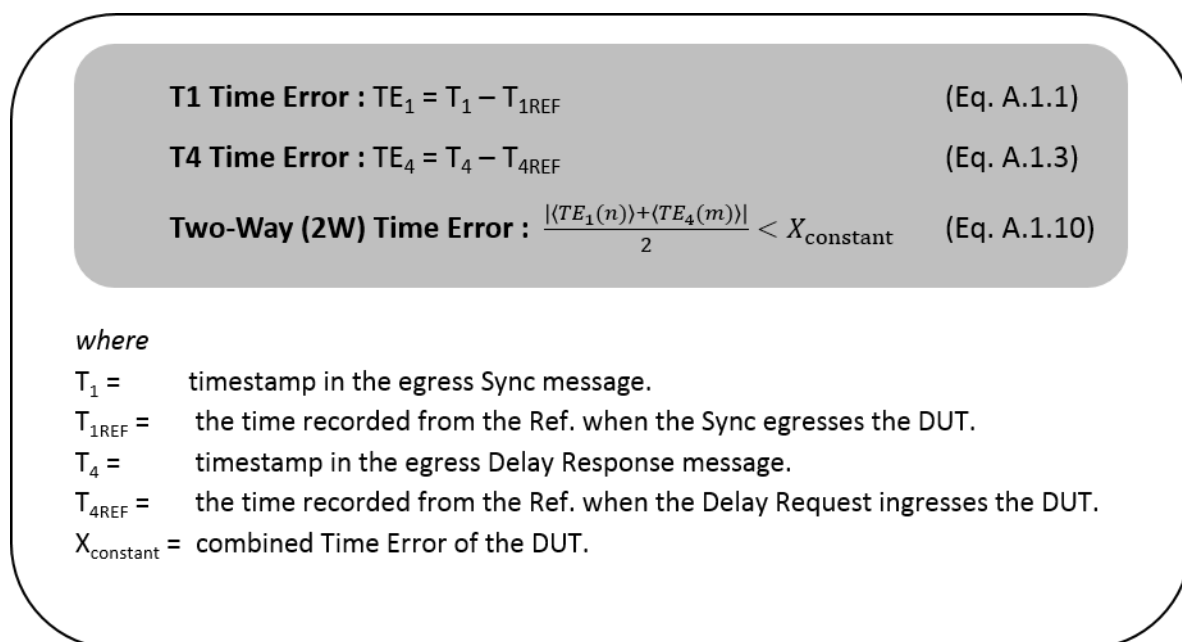 T1 Time Error : TE₁ = T₁ – T₁REF (Eq. A.1.1)
T4 Time Error : TE₄ = T₄ – T₄REF (Eq. A.1.3)
Two-Way (2W) Time Error : |⟨TE₁(n)⟩+⟨TE₄(m)⟩| / 2 < Xconstant (Eq. A.1.10)
where
T₁ = timestamp in the egress Sync message.
T₁REF = the time recorded from the Ref. when the Sync egresses the DUT.
T₄ = timestamp in the egress Delay Response message.
T₄REF = the time recorded from the Ref. when the Delay Request ingresses the DUT.
Xconstant = combined Time Error of the DUT.